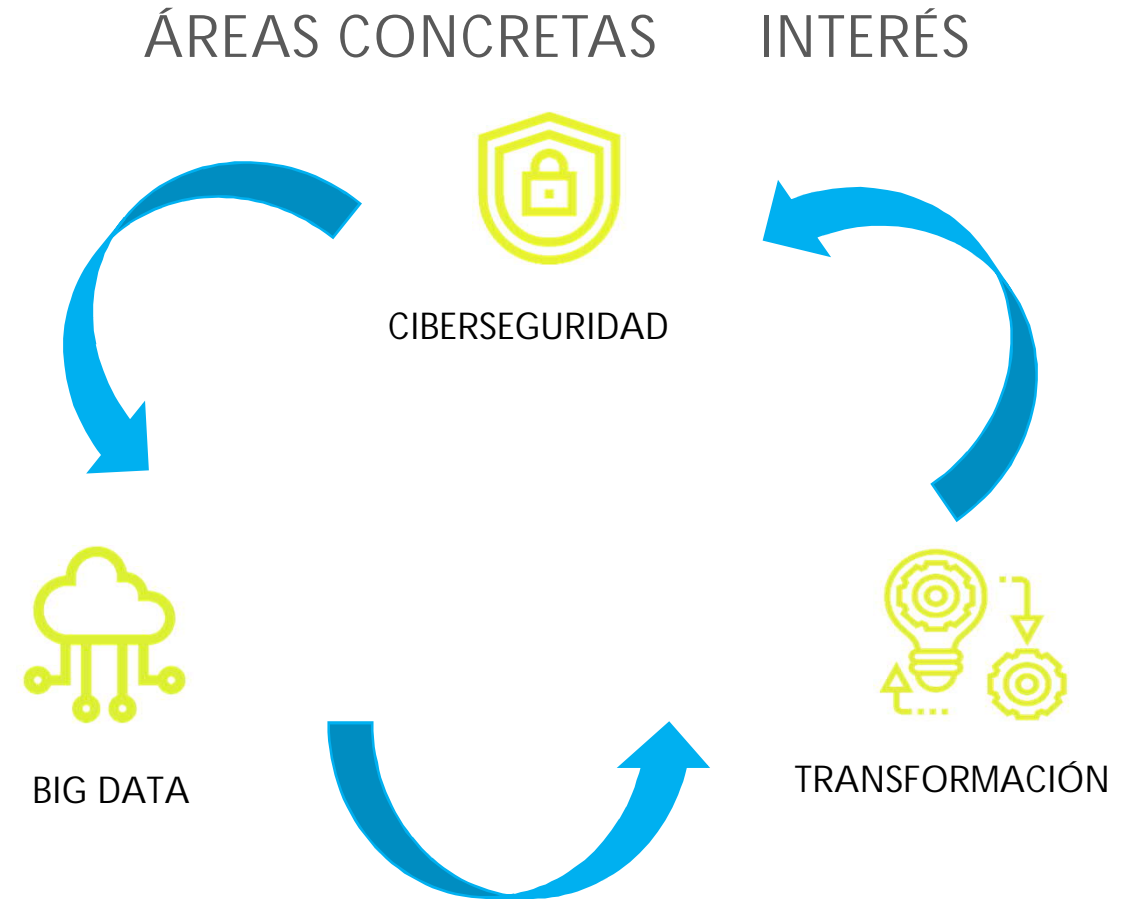 ÁREAS CONCRETAS INTERÉS
CIBERSEGURIDAD
BIG DATA
TRANSFORMACIÓN